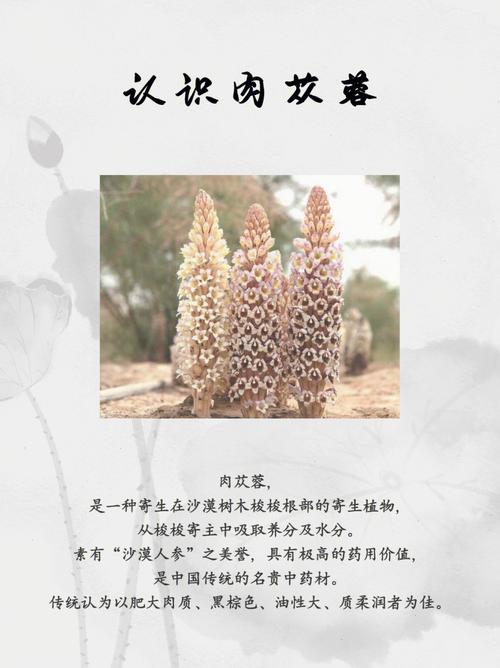 认识肉苁蓉
肉苁蓉，
是一种寄生在沙漠树木梭梭根部的寄生植物，
从梭梭寄主中吸取养分及水分。
素有“沙漠人参”之美誉，具有极高的药用价值，
是中国传统的名贵中药材。
传统认为以肥大肉质、黑棕色、油性大、质柔润者为佳。